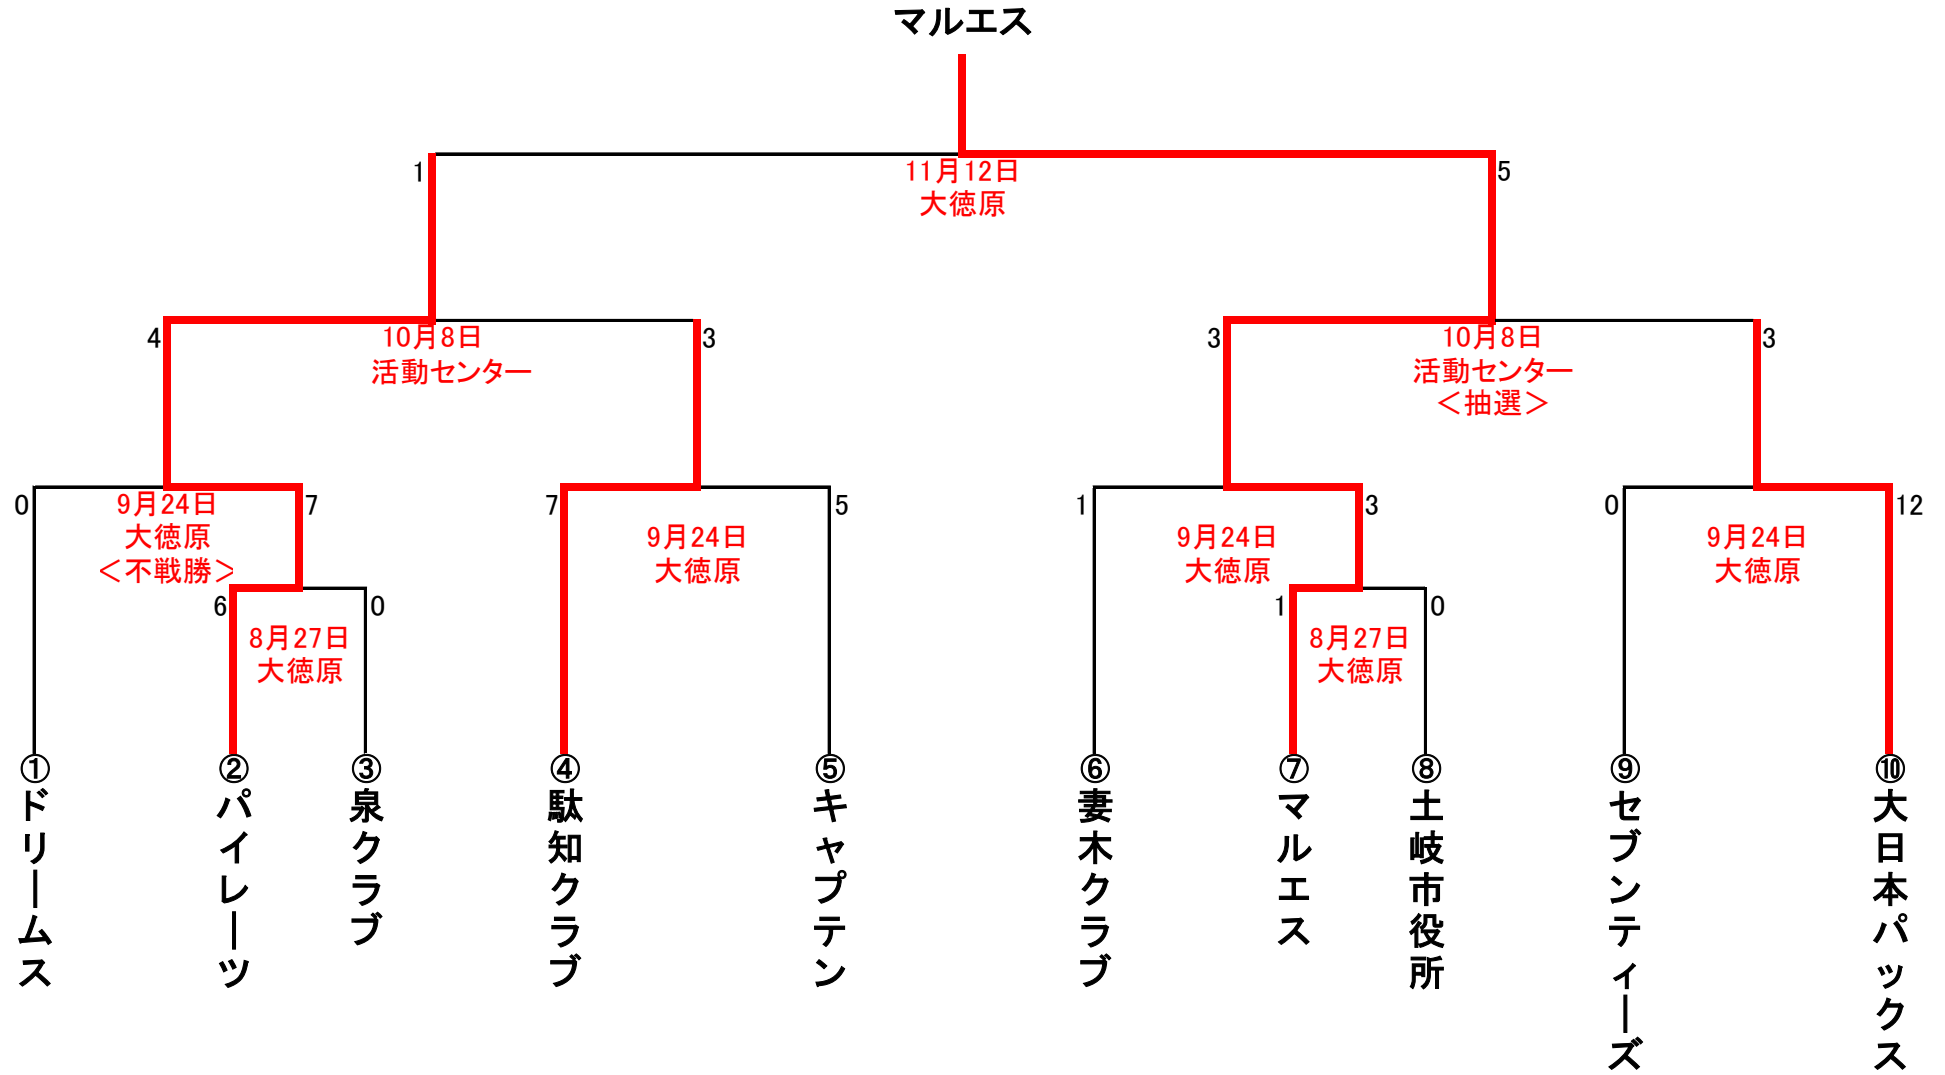 マルエス
1
11月12日
大徳原
5
4
10月8日
活動センター
3
3
10月8日
活動センター
＜抽選＞
3
0
9月24日
大徳原
＜不戦勝＞
7
7
9月24日
大徳原
5
1
9月24日
大徳原
3
0
9月24日
大徳原
12
6
8月27日
大徳原
0
1
8月27日
大徳原
0
①ドリームス
②パイレーツ
③泉クラブ
④駄知クラブ
⑤キャプテン
⑥妻木クラブ
⑦マルエス
⑧土岐市役所
⑨セブンティーズ
⑩大日本パックス